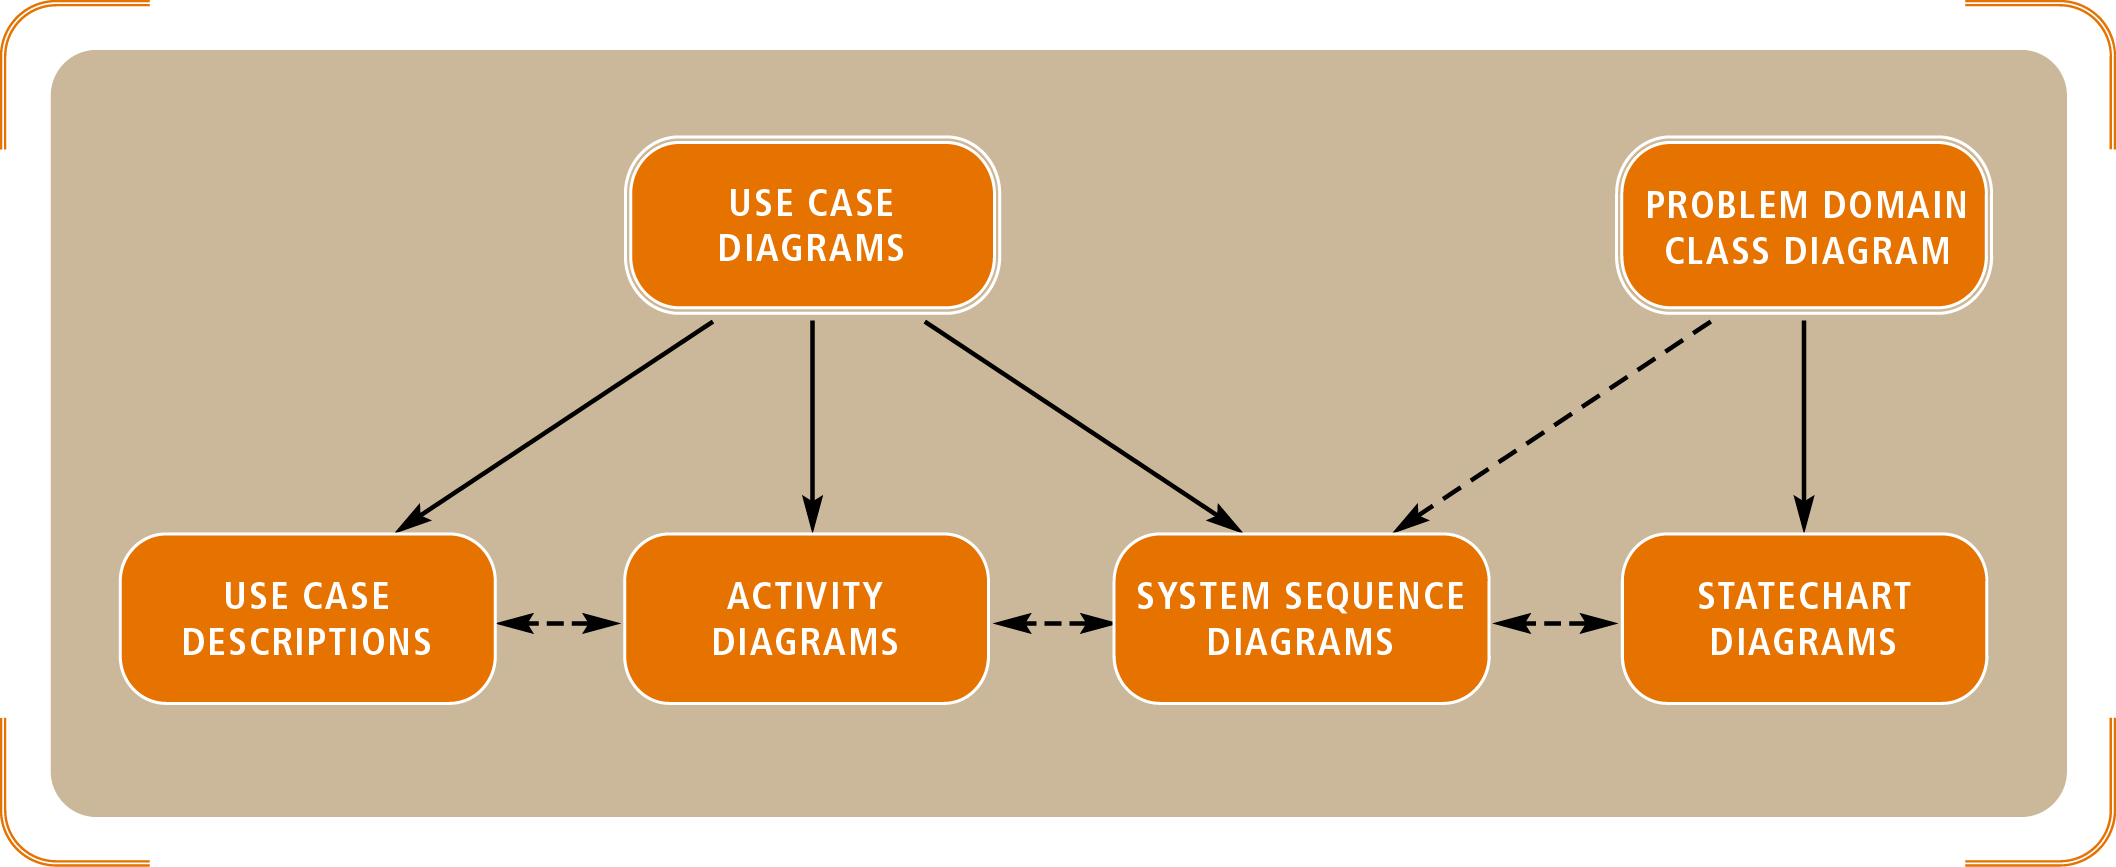 USE CASE
DIAGRAMS
PROBLEM DOMAIN
CLASS DIAGRAM
USE CASE
DESCRIPTIONS
ACTIVITY
DIAGRAMS
SYSTEM SEQUENCE
DIAGRAMS
STATECHART
DIAGRAMS